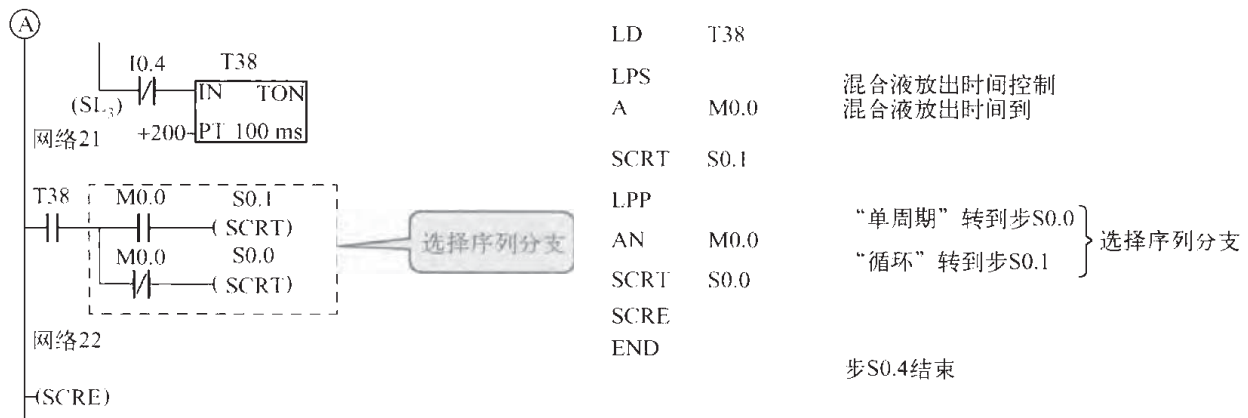 A
I0.4 T38
IN TON
(SL₃)
+200 PT 100 ms
网络21
T38 M0.0 S0.1
(SCRT)
M0.0 S0.0
(SCRT)
选择序列分支
网络22
(SCRE)
LD T38
LPS 混合液放出时间控制
A M0.0 混合液放出时间到
SCRT S0.1
LPP
“单周期”转到步S0.0
AN M0.0
选择序列分支
“循环”转到步S0.1
SCRT S0.0
SCRE
END
步S0.4结束